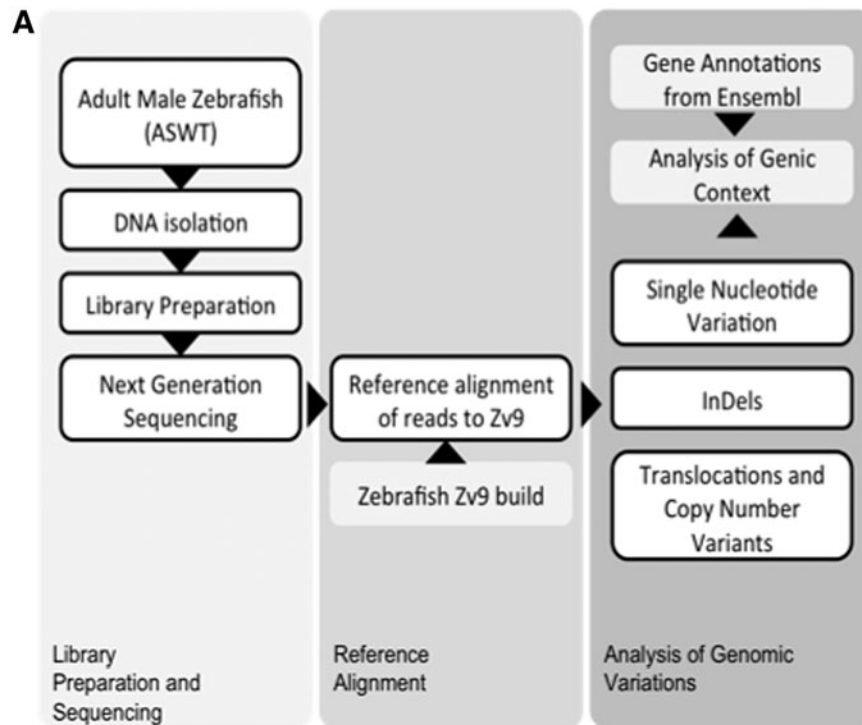 A
Adult Male Zebrafish
(ASWT)
DNA isolation
Library Preparation
Next Generation
Sequencing
Library
Preparation and
Sequencing
Reference alignment
of reads to Zv9
Zebrafish Zv9 build
Reference
Alignment
Gene Annotations
from Ensembl
Analysis of Genic
Context
Single Nucleotide
Variation
InDels
Translocations and
Copy Number
Variants
Analysis of Genomic
Variations